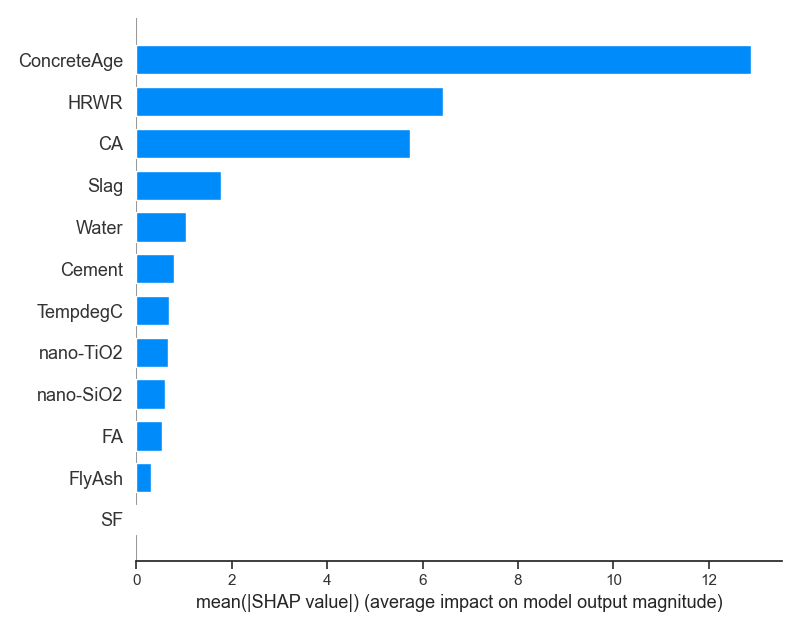 ConcreteAge
HRWR
CA
Slag
Water
Cement
TempdegC
nano-TiO2
nano-SiO2
FA
FlyAsh
SF
0 2 4 6 8 10 12
mean(|SHAP value|) (average impact on model output magnitude)